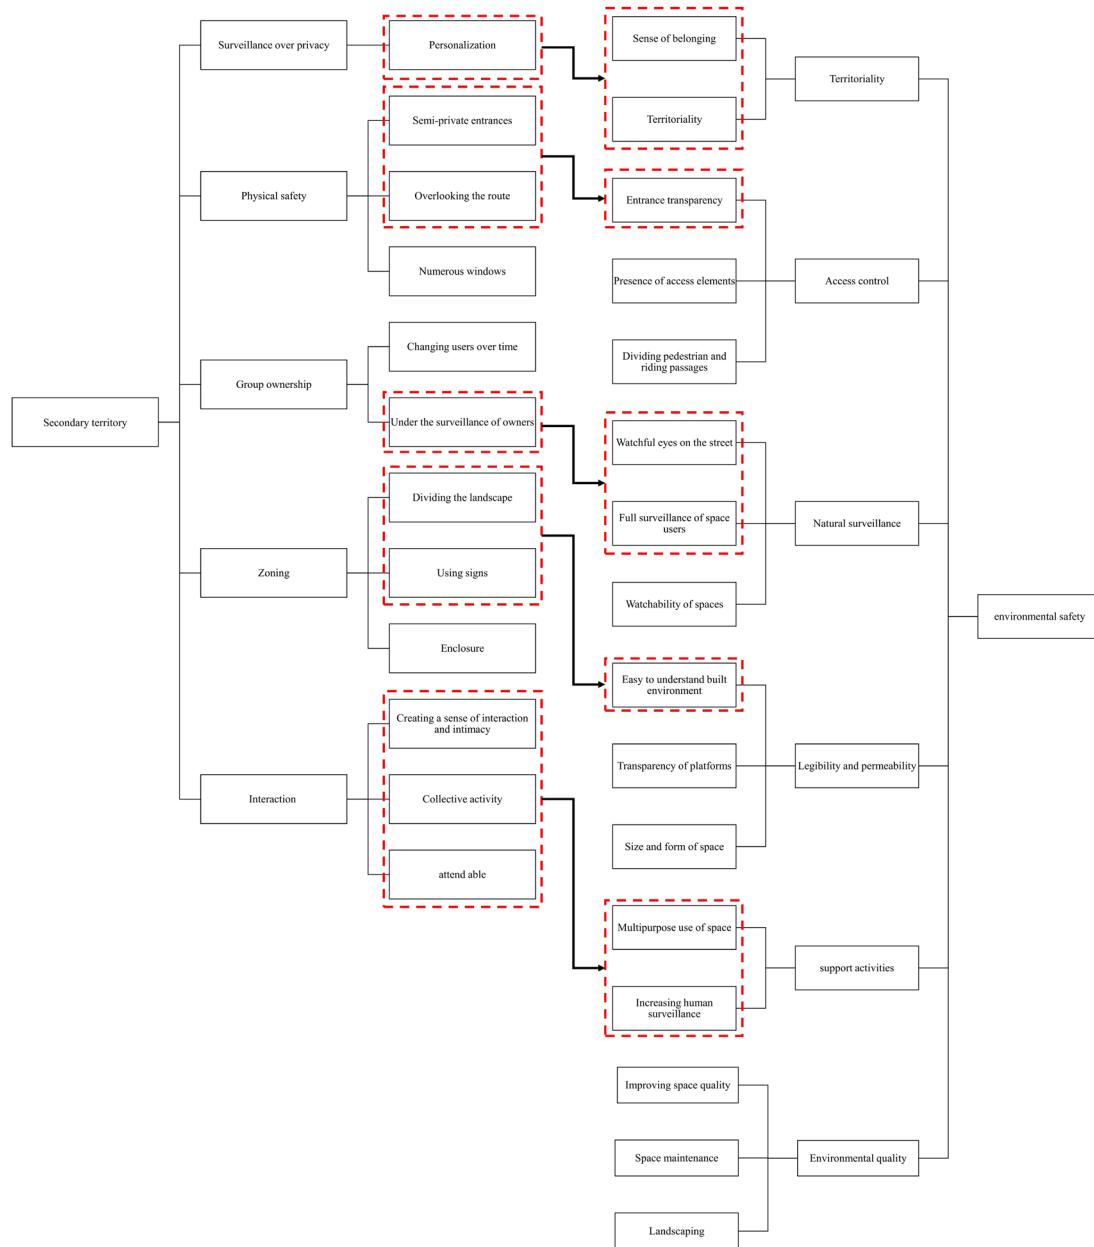 Surveillance over privacy
Personalization
Sense of belonging
Territoriality
Territoriality
Semi-private entrances
Physical safety
Overlooking the route
Entrance transparency
Numerous windows
Presence of access elements
Access control
Changing users over time
Dividing pedestrian and
riding passages
Group ownership
Secondary territory
Under the surveillance of owners
Watchful eyes on the street
Dividing the landscape
Full surveillance of space
users
Natural surveillance
Zoning
Using signs
Watchability of spaces
environmental safety
Enclosure
Easy to understand built
environment
Creating a sense of interaction
and intimacy
Transparency of platforms
Legibility and permeability
Interaction
Collective activity
Size and form of space
attend able
Multipurpose use of space
support activities
Increasing human
surveillance
Improving space quality
Space maintenance
Environmental quality
Landscaping